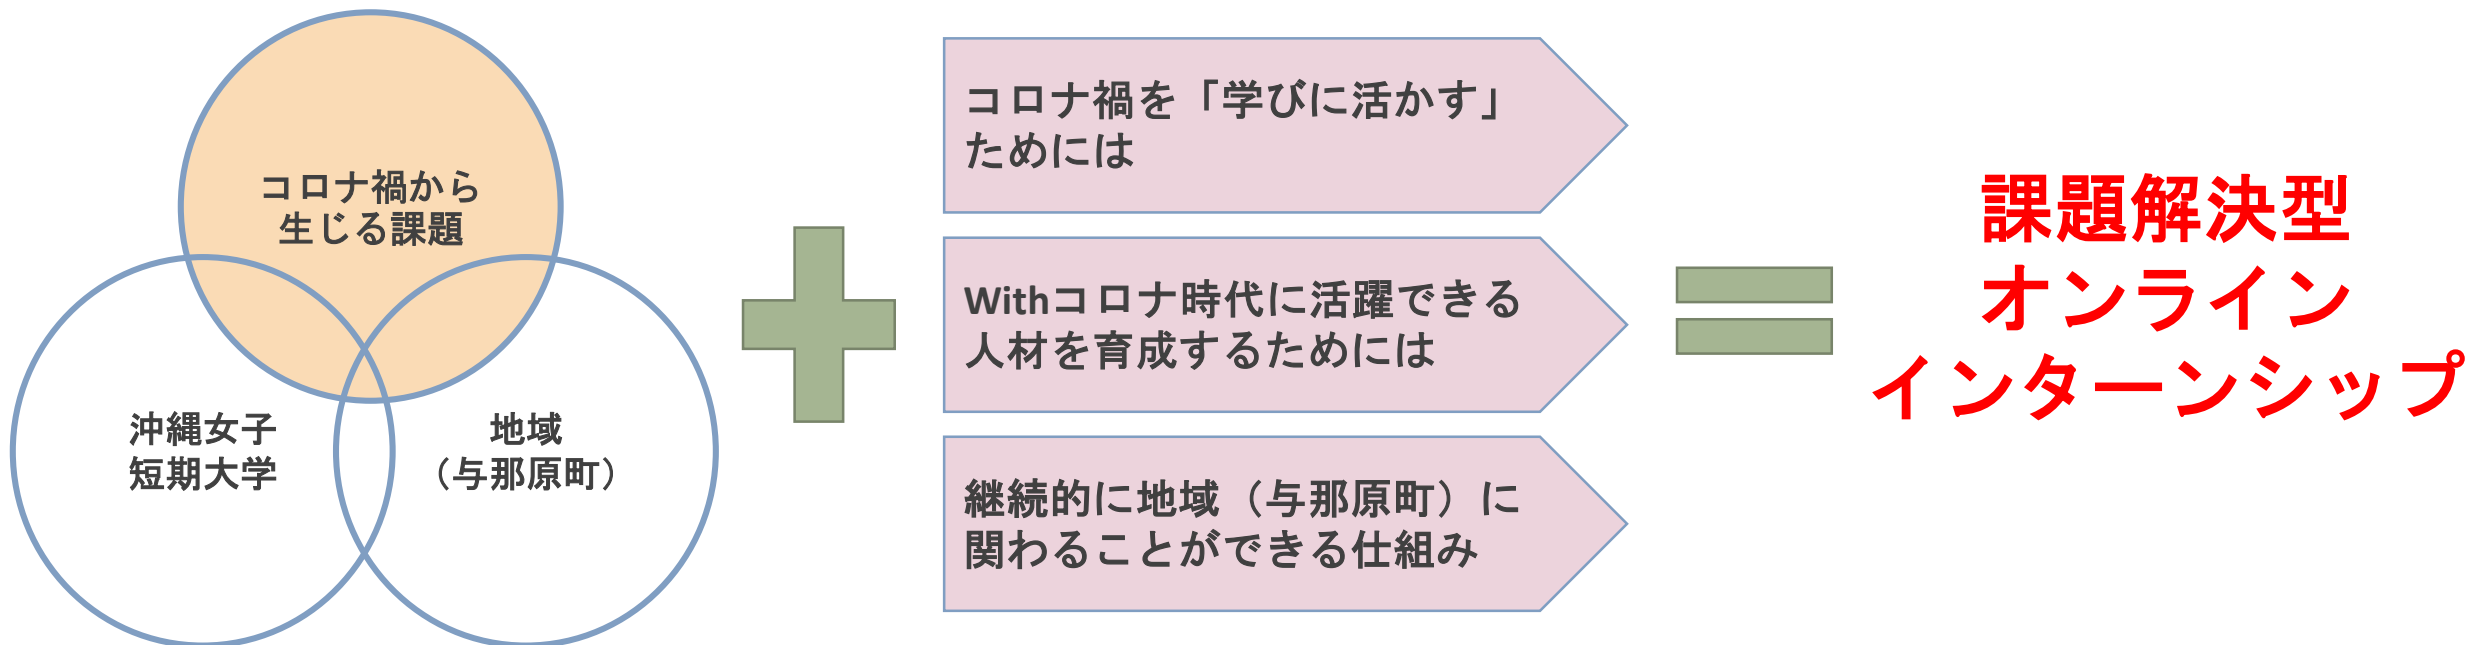 コロナ禍から
生じる課題
沖縄女子
短期大学
地域
（与那原町）
コロナ禍を「学びに活かす」
ためには
Withコロナ時代に活躍できる
人材を育成するためには
継続的に地域（与那原町）に
関わることができる仕組み
課題解決型
オンライン
インターンシップ